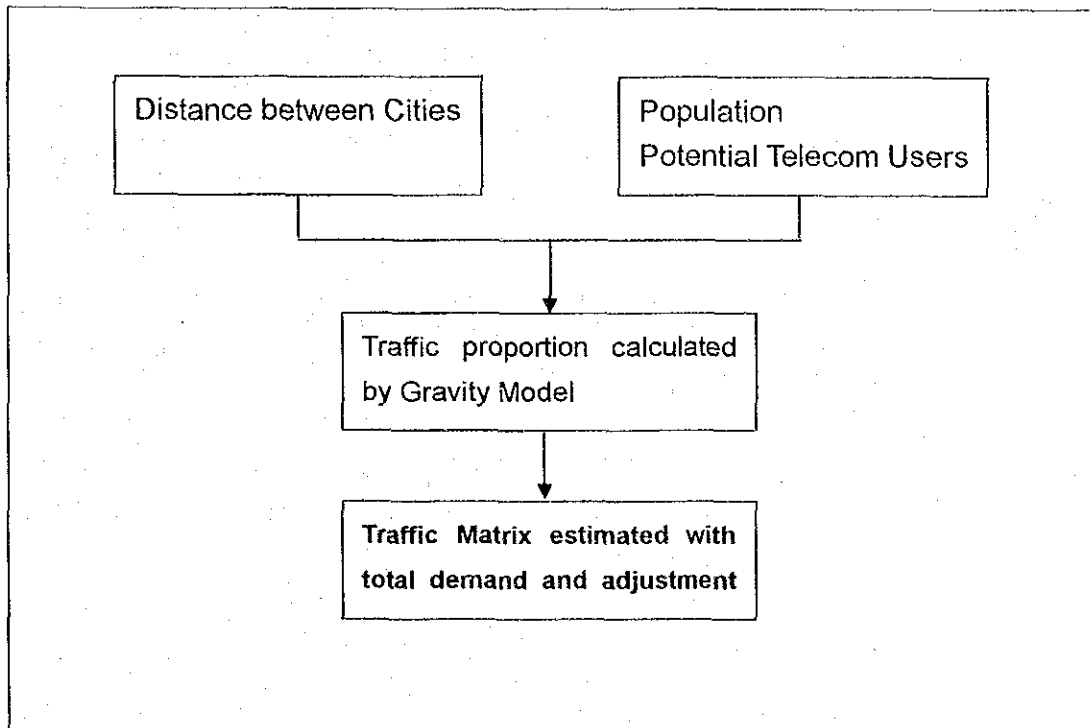 Distance between Cities
Population
Potential Telecom Users
Traffic proportion calculated
by Gravity Model
Traffic Matrix estimated with
total demand and adjustment